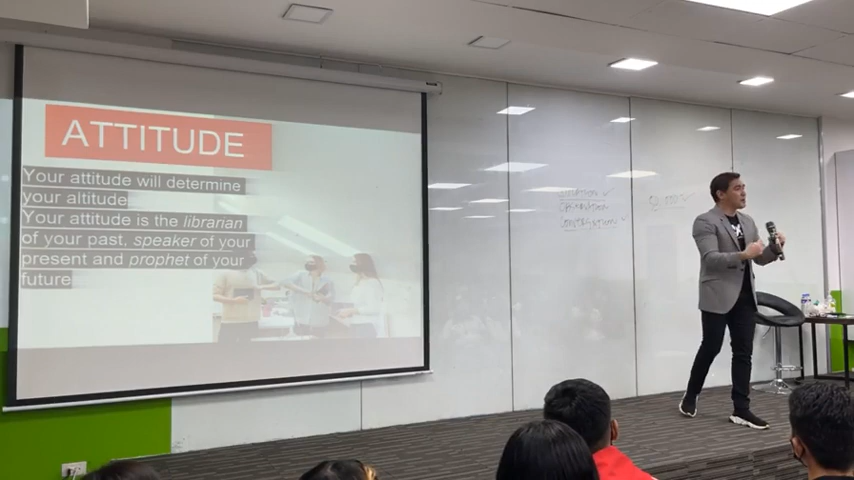 ATTITUDE
Your attitude will determine
your altitude
Your attitude is the librarian
of your past, speaker of your
present and prophet of your
future